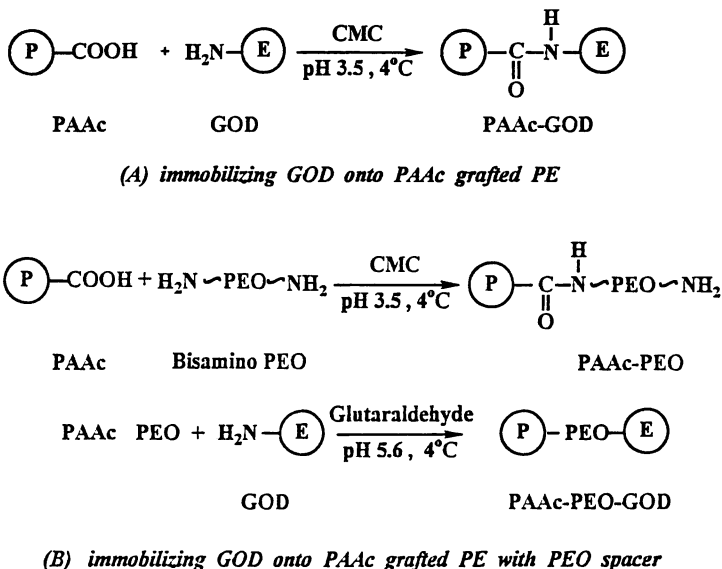 P COOH + H₂N E CMC pH 3.5 , 4°C P C N E H O
PAAc GOD PAAc-GOD
(A) immobilizing GOD onto PAAc grafted PE
P COOH + H₂N~PEO~NH₂ CMC pH 3.5 , 4°C P C N~PEO~NH₂ H O
PAAc Bisamino PEO PAAc-PEO
PAAc PEO + H₂N E Glutaraldehyde pH 5.6 , 4°C P PEO E
GOD PAAc-PEO-GOD
(B) immobilizing GOD onto PAAc grafted PE with PEO spacer